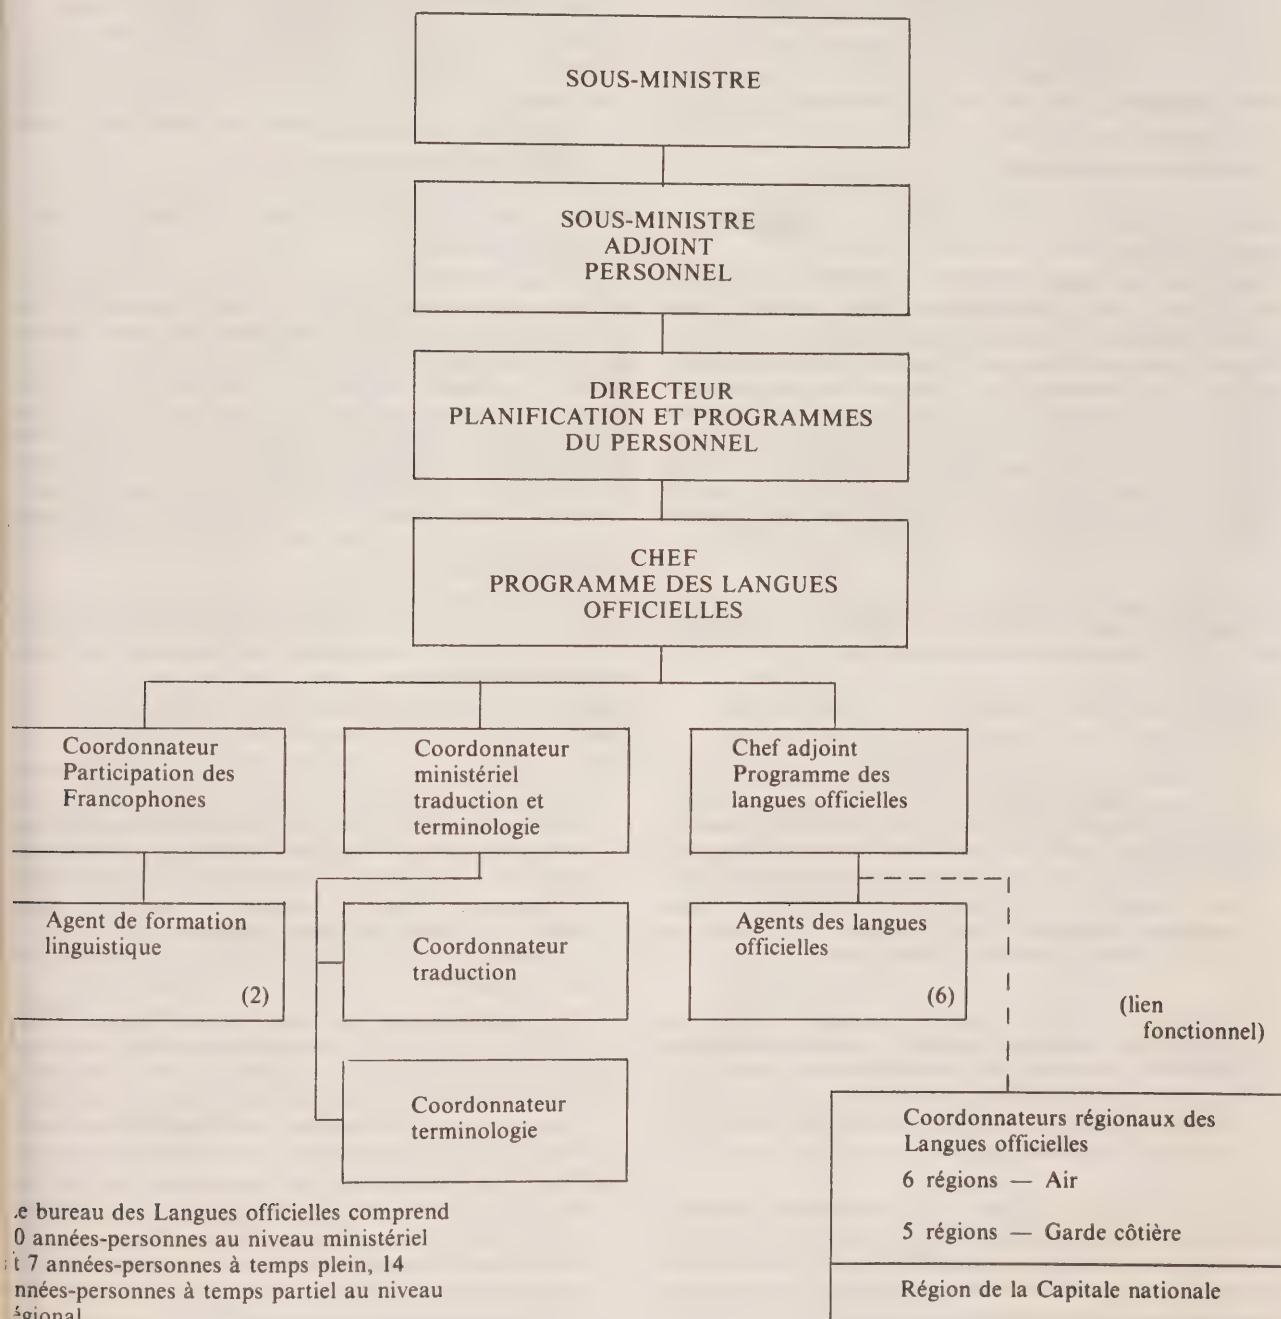 SOUS-MINISTRE
SOUS-MINISTRE
ADJOINT
PERSONNEL
DIRECTEUR
PLANIFICATION ET PROGRAMMES
DU PERSONNEL
CHEF
PROGRAMME DES LANGUES
OFFICIELLES
Coordonnateur
Participation des
Francophones
Coordonnateur
ministériel
traduction et
terminologie
Chef adjoint
Programme des
langues officielles
Agent de formation
linguistique
(2)
Coordonnateur
traduction
Agents des langues
officielles
(6)
(lien
fonctionnel)
Coordonnateur
terminologie
Coordonnateurs régionaux des
Langues officielles
6 régions — Air
5 régions — Garde côtière
Région de la Capitale nationale
bureau des Langues officielles comprend
années-personnes au niveau ministériel
7 années-personnes à temps plein, 14
à temps partiel au niveau